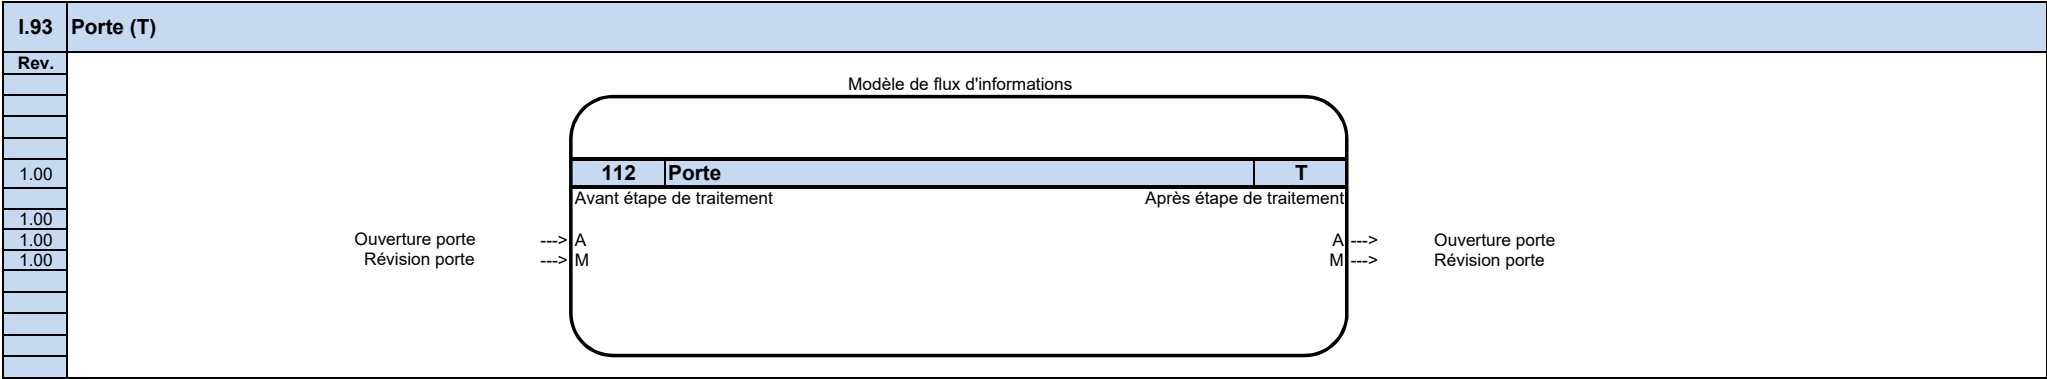 I.93 Porte (T)
Rev.
Modèle de flux d'informations
1.00 112 Porte T
Avant étape de traitement Après étape de traitement
1.00
1.00 Ouverture porte ---> A A ---> Ouverture porte
1.00 Révision porte ---> M M ---> Révision porte